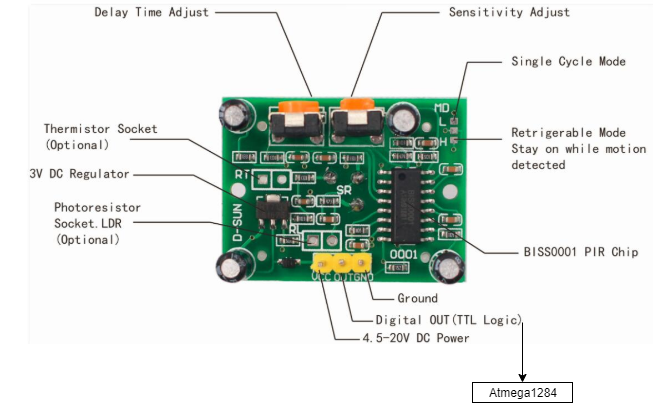 Delay Time Adjust
Sensitivity Adjust
Single Cycle Mode
MD
L
H
Retrigerable Mode
Stay on while motion
detected
Thermistor Socket
(Optional)
RT
3V DC Regulator
SR
Photoresistor
Socket.LDR
(Optional)
D-SUN
BISS0001 PIR Chip
0001
VCC OUT GND
Ground
Digital OUT(TTL Logic)
4.5-20V DC Power
Atmega1284